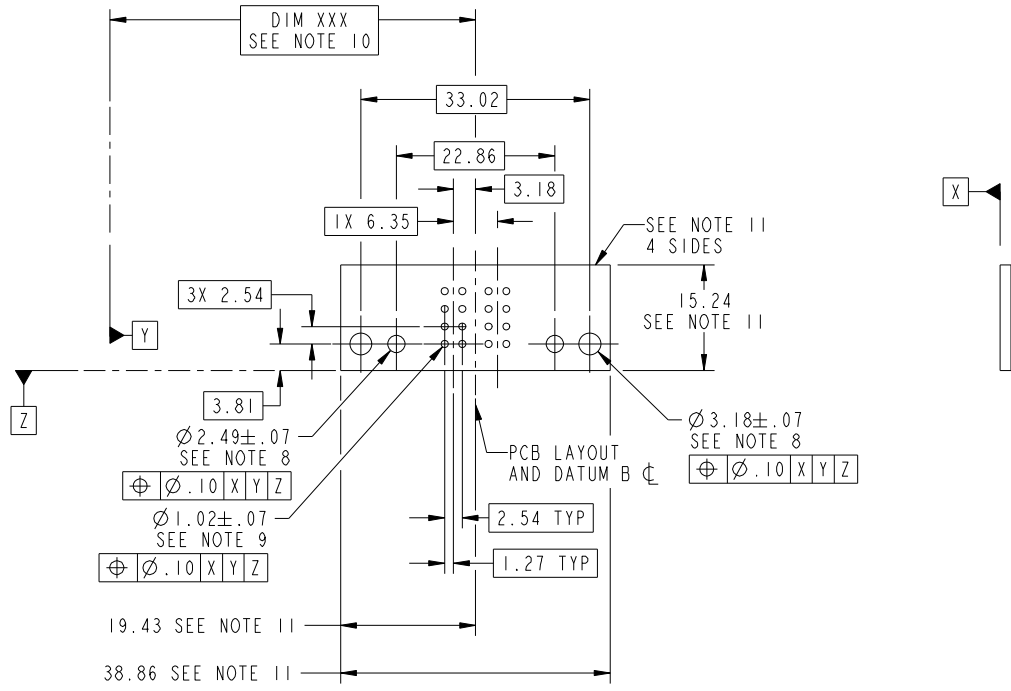 DIM XXX
SEE NOTE 10
33.02
22.86
3.18
1X 6.35
X
SEE NOTE 11
4 SIDES
3X 2.54
15.24
SEE NOTE 11
Y
Z
3.81
Ø2.49±.07
SEE NOTE 8
⌖ Ø.10 X Y Z
Ø3.18±.07
SEE NOTE 8
⌖ Ø.10 X Y Z
PCB LAYOUT
AND DATUM B ℄
Ø1.02±.07
SEE NOTE 9
⌖ Ø.10 X Y Z
2.54 TYP
1.27 TYP
19.43 SEE NOTE 11
38.86 SEE NOTE 11